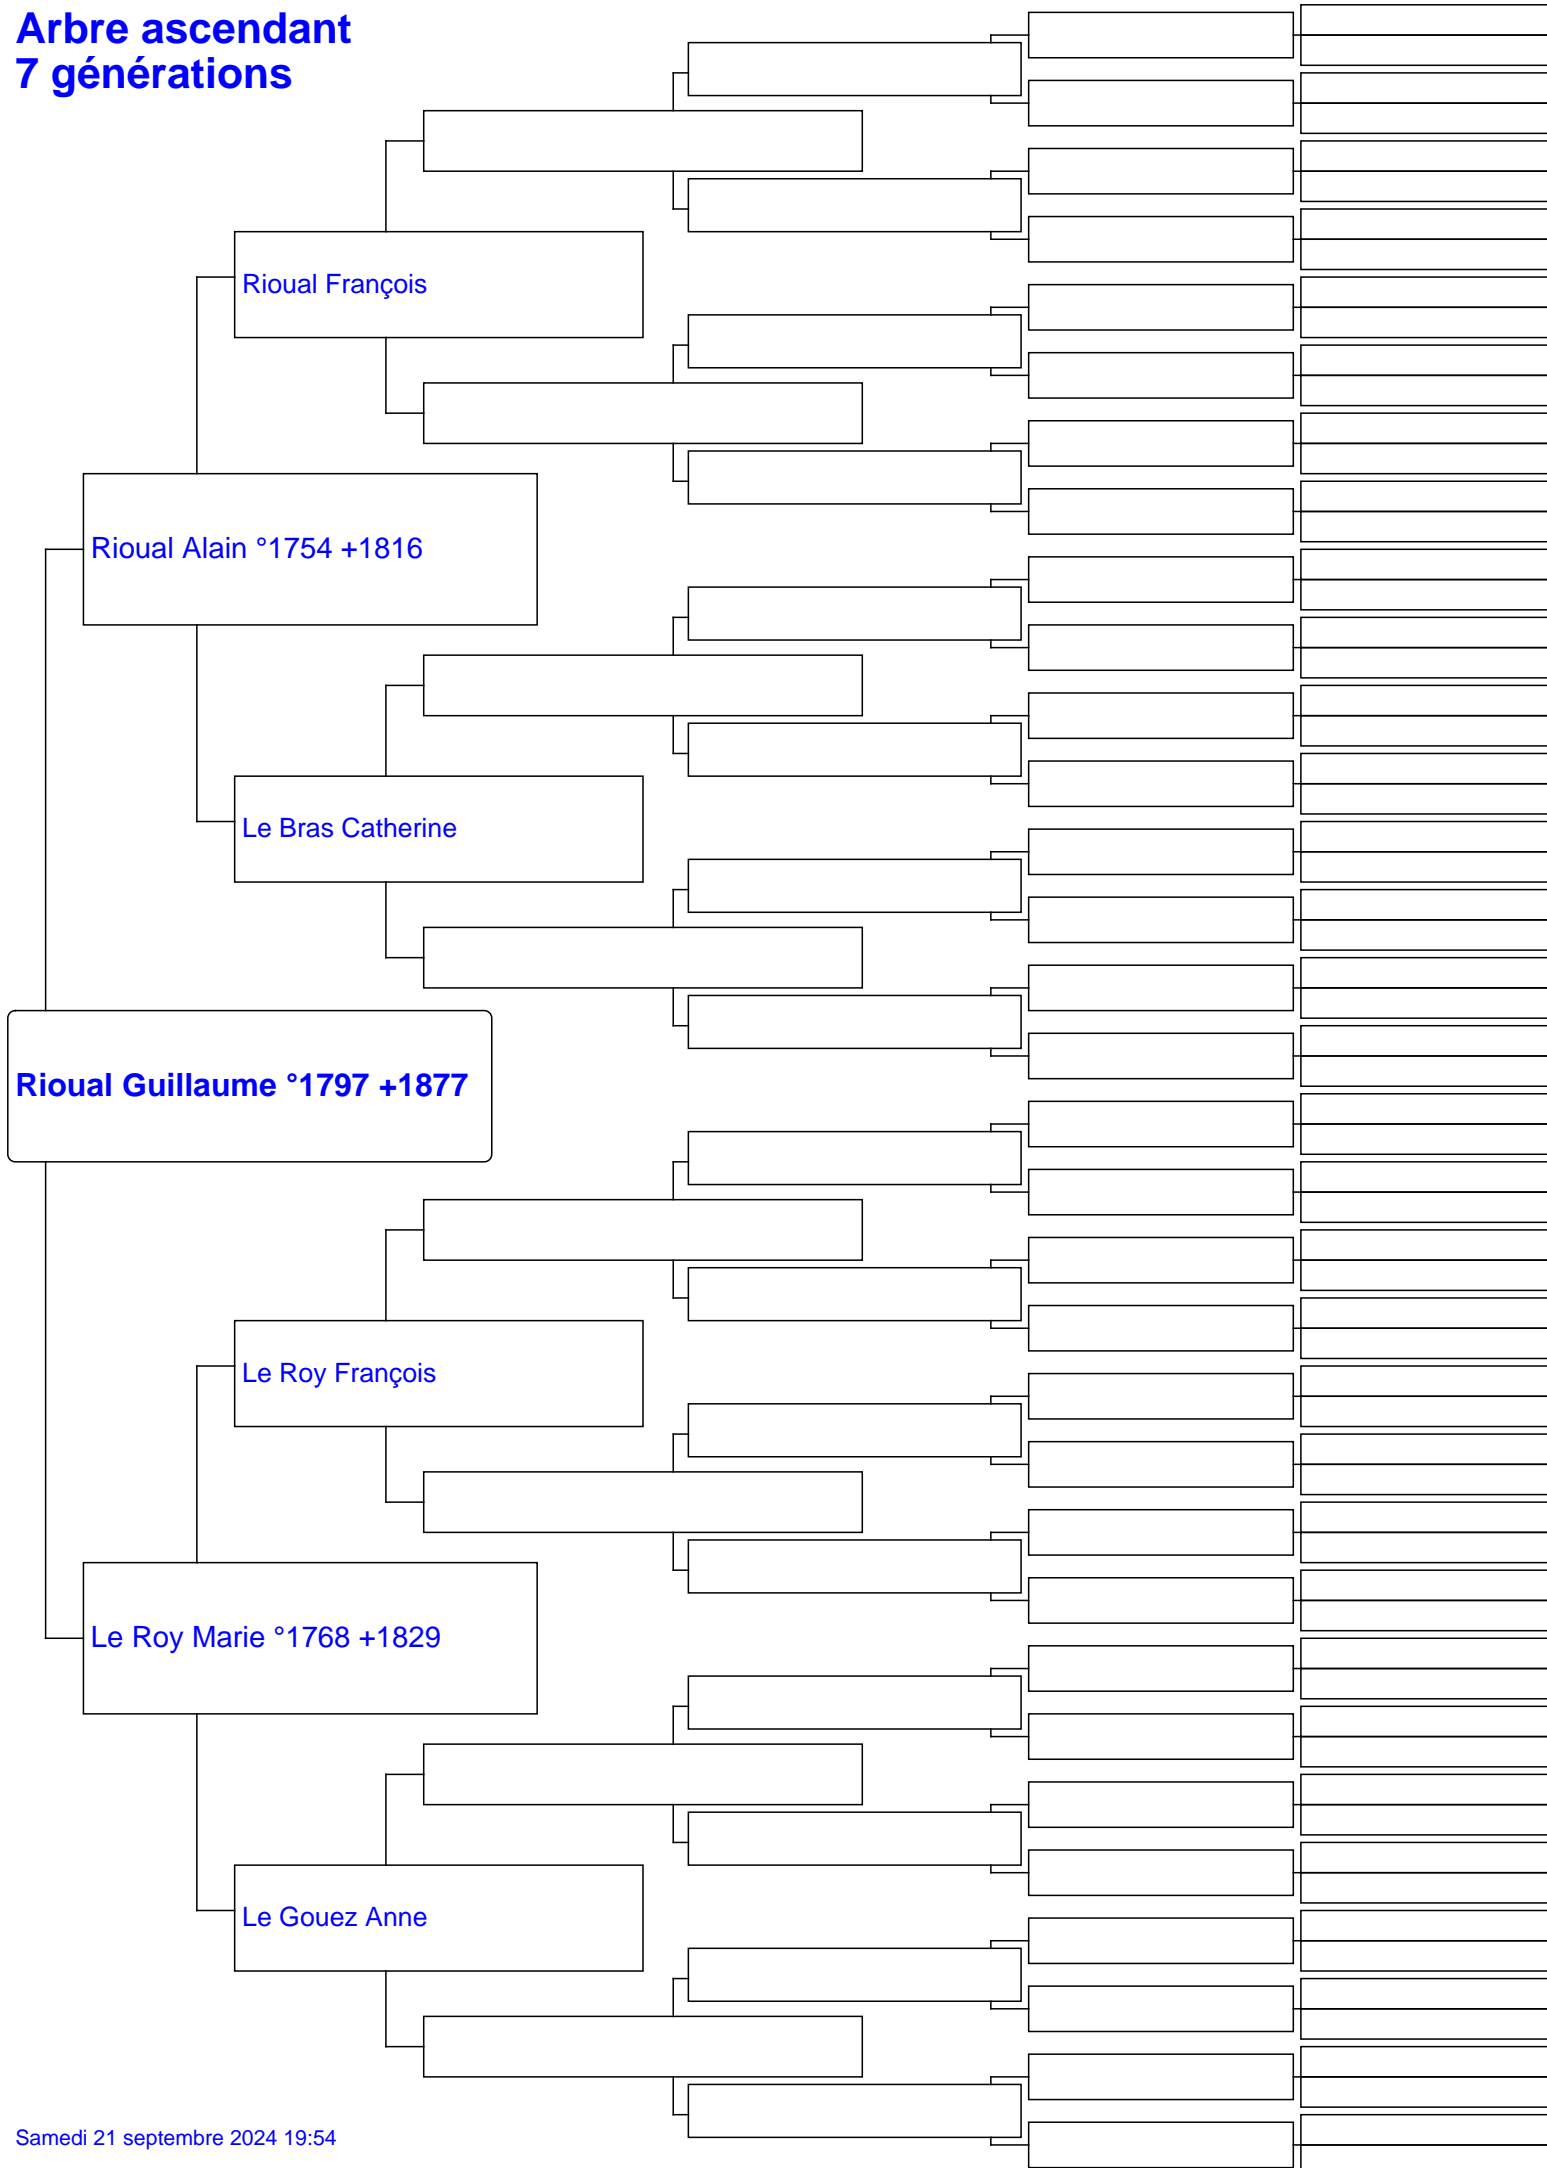 Arbre ascendant
7 générations
Rioual François
Rioual Alain °1754 +1816
Le Bras Catherine
Rioual Guillaume °1797 +1877
Le Roy François
Le Roy Marie °1768 +1829
Le Gouez Anne
Samedi 21 septembre 2024 19:54